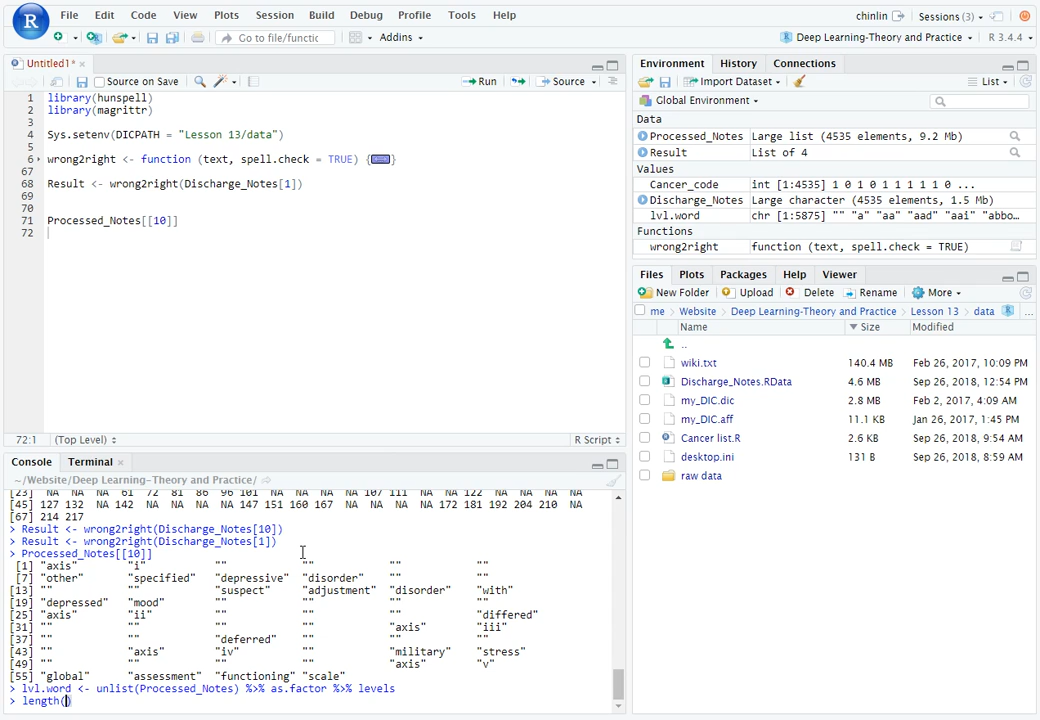 File Edit Code View Plots Session Build Debug Profile Tools Help chinlin Sessions (3)
Go to file/functic Addins Deep Learning-Theory and Practice R 3.4.4
Untitled1*
Source on Save Run Source
1 library(hunspell)
2 library(magrittr)
3
4 Sys.setenv(DICPATH = "Lesson 13/data")
5
6 wrong2right <- function (text, spell.check = TRUE) {
67
68 Result <- wrong2right(Discharge_Notes[1])
69
70
71 Processed_Notes[[10]]
72
72:1 (Top Level) R Script
Console Terminal
~/Website/Deep Learning-Theory and Practice/
[23] NA NA NA 61 72 81 86 96 101 NA NA NA 107 111 NA NA 122 NA NA NA NA NA
[45] 127 132 NA 142 NA NA NA 147 151 160 167 NA NA NA NA 172 181 192 204 210 NA NA
[67] 214 217
> Result <- wrong2right(Discharge_Notes[10])
> Result <- wrong2right(Discharge_Notes[1])
> Processed_Notes[[10]]
[1] "axis" "i" "" "" "" ""
[7] "other" "specified" "depressive" "disorder" "" ""
[13] "" "" "suspect" "adjustment" "disorder" "with"
[19] "depressed" "mood" "" "" "" ""
[25] "axis" "ii" "" "" "" "differed"
[31] "" "" "" "" "axis" "iii"
[37] "" "" "deferred" "" "" ""
[43] "" "axis" "iv" "" "military" "stress"
[49] "" "" "" "" "axis" "v"
[55] "global" "assessment" "functioning" "scale"
> lvl.word <- unlist(Processed_Notes) %>% as.factor %>% levels
> length()
Environment History Connections
Import Dataset List
Global Environment
Data
Processed_Notes Large list (4535 elements, 9.2 Mb)
Result List of 4
Values
Cancer_code int [1:4535] 1 0 1 0 1 1 1 1 1 0 ...
Discharge_Notes Large character (4535 elements, 1.5 Mb)
lvl.word chr [1:5875] "" "a" "aa" "aad" "aai" "abbo…
Functions
wrong2right function (text, spell.check = TRUE)
Files Plots Packages Help Viewer
New Folder Upload Delete Rename More
me Website Deep Learning-Theory and Practice Lesson 13 data ...
Name Size Modified
..
wiki.txt 140.4 MB Feb 26, 2017, 10:09 PM
Discharge_Notes.RData 4.6 MB Sep 26, 2018, 12:54 PM
my_DIC.dic 2.8 MB Feb 2, 2017, 4:09 AM
my_DIC.aff 11.1 KB Jan 26, 2017, 1:45 PM
Cancer list.R 2.6 KB Sep 26, 2018, 9:54 AM
desktop.ini 131 B Sep 26, 2018, 8:59 AM
raw data